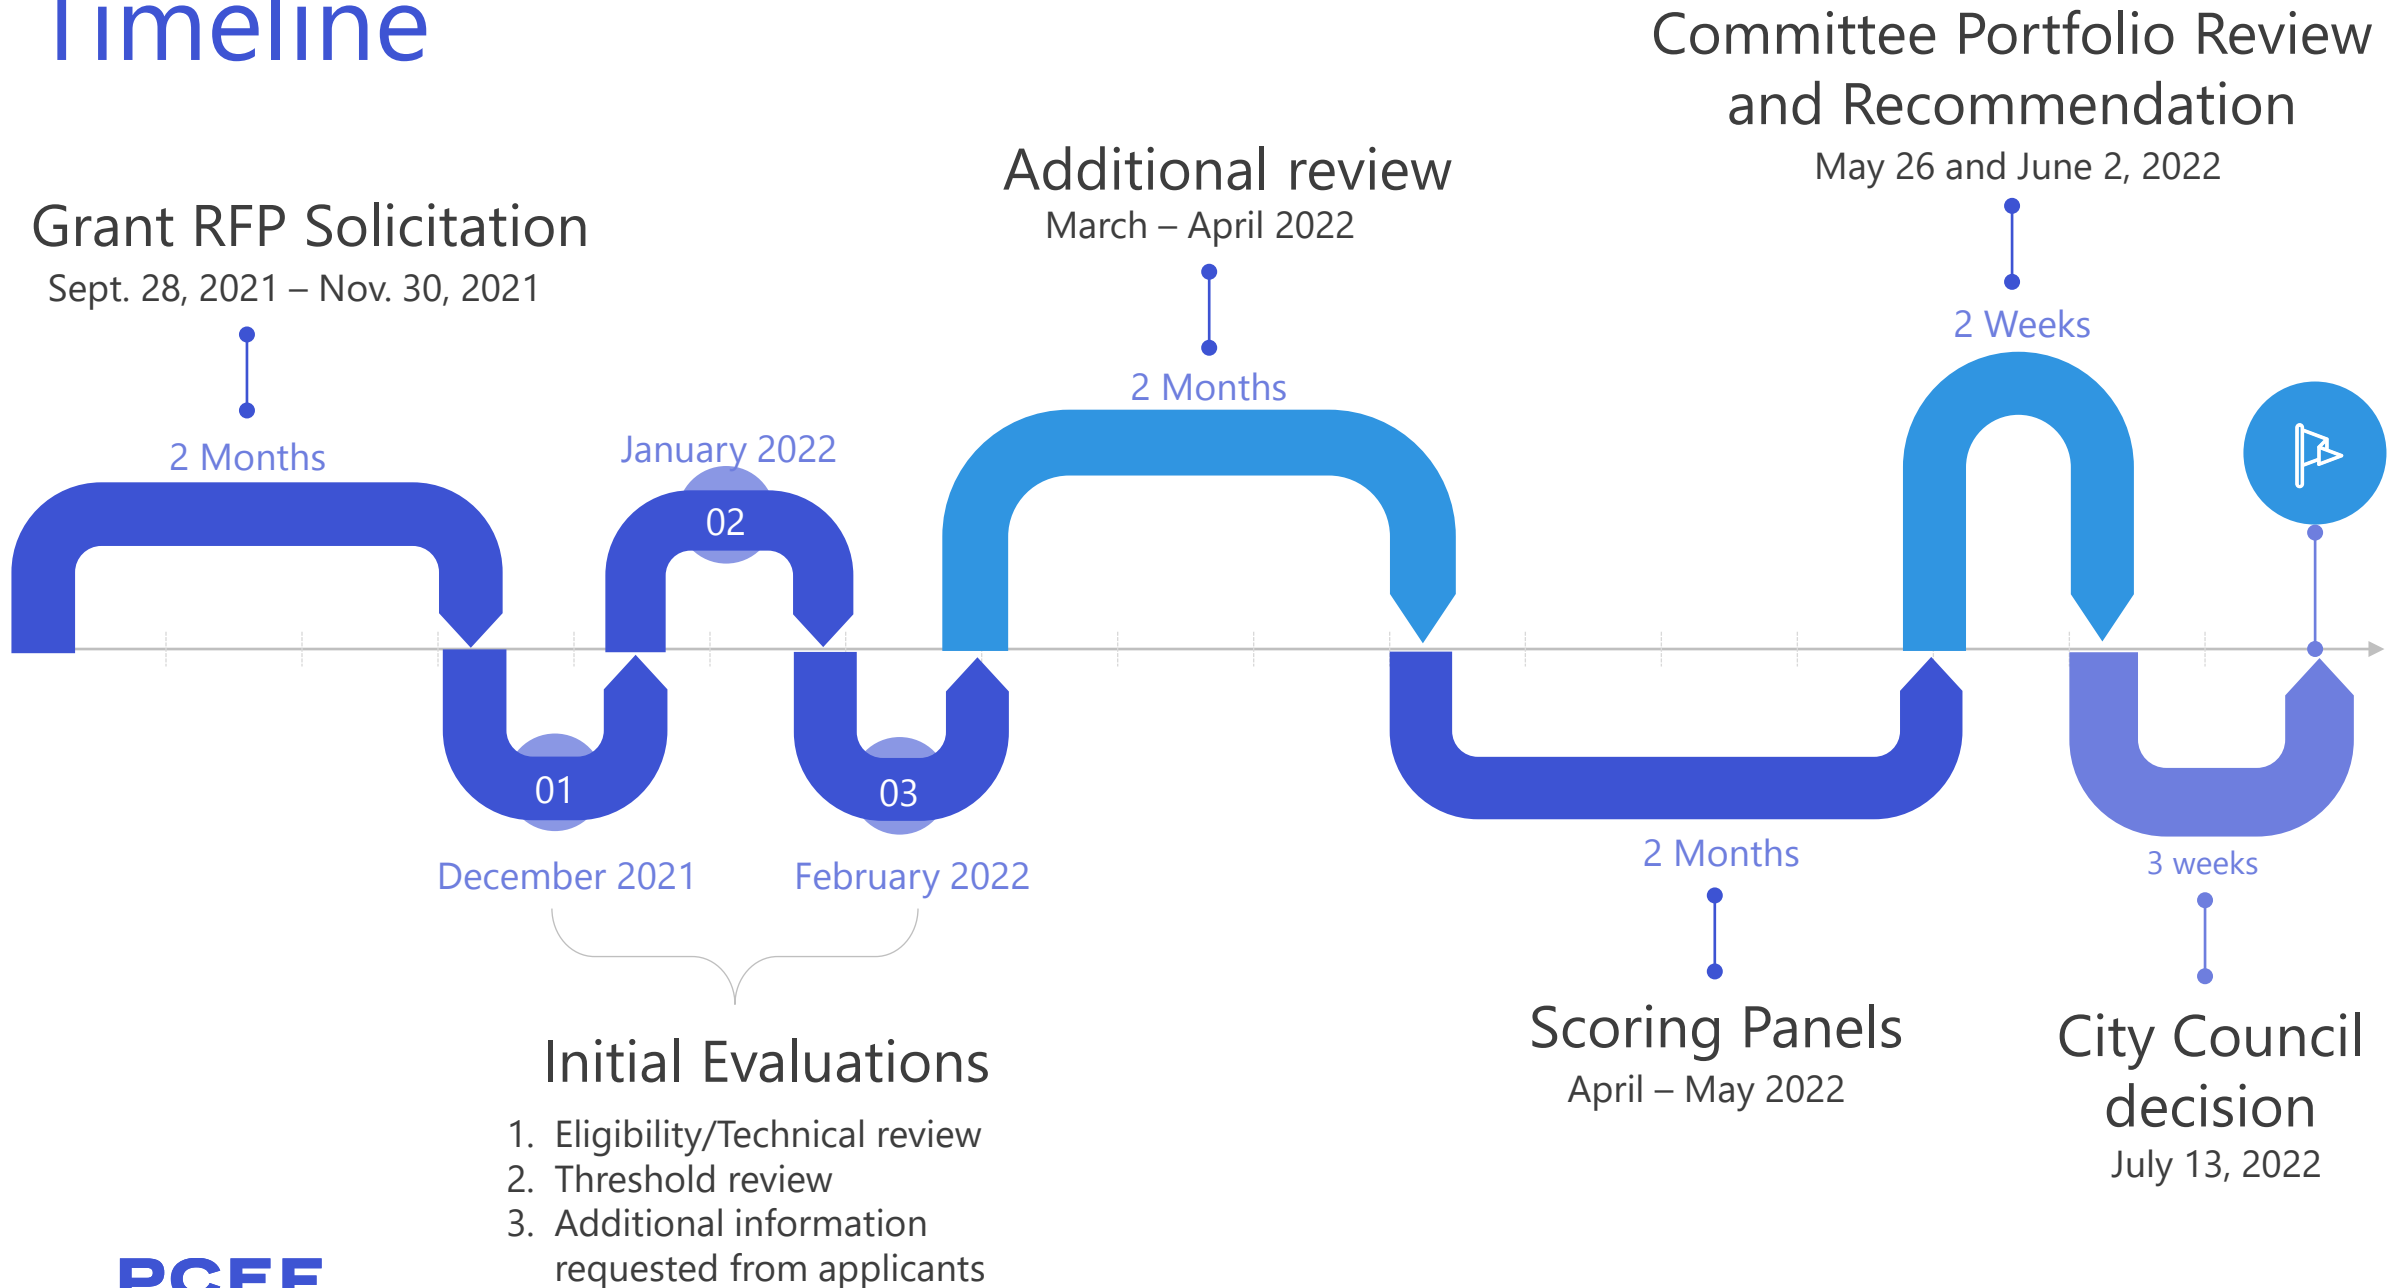 Timeline
Grant RFP Solicitation
Sept. 28, 2021 – Nov. 30, 2021
2 Months
December 2021
01
January 2022
02
February 2022
03
Initial Evaluations
1. Eligibility/Technical review
2. Threshold review
3. Additional information
requested from applicants
Additional review
March – April 2022
2 Months
2 Months
Scoring Panels
April – May 2022
Committee Portfolio Review
and Recommendation
May 26 and June 2, 2022
2 Weeks
3 weeks
City Council
decision
July 13, 2022
PCEF